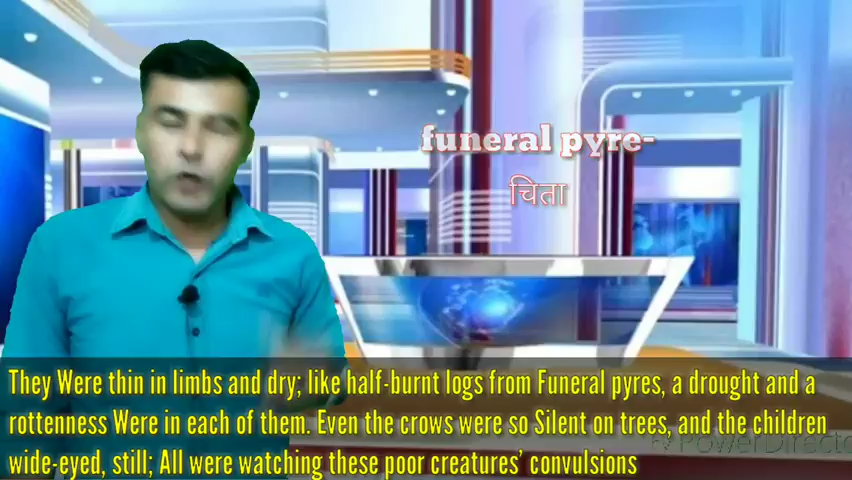 funeral pyre-
चिता
They Were thin in limbs and dry; like half-burnt logs from Funeral pyres, a drought and a
rottenness Were in each of them. Even the crows were so Silent on trees, and the children
wide-eyed, still; All were watching these poor creatures' convulsions
PowerDirecto